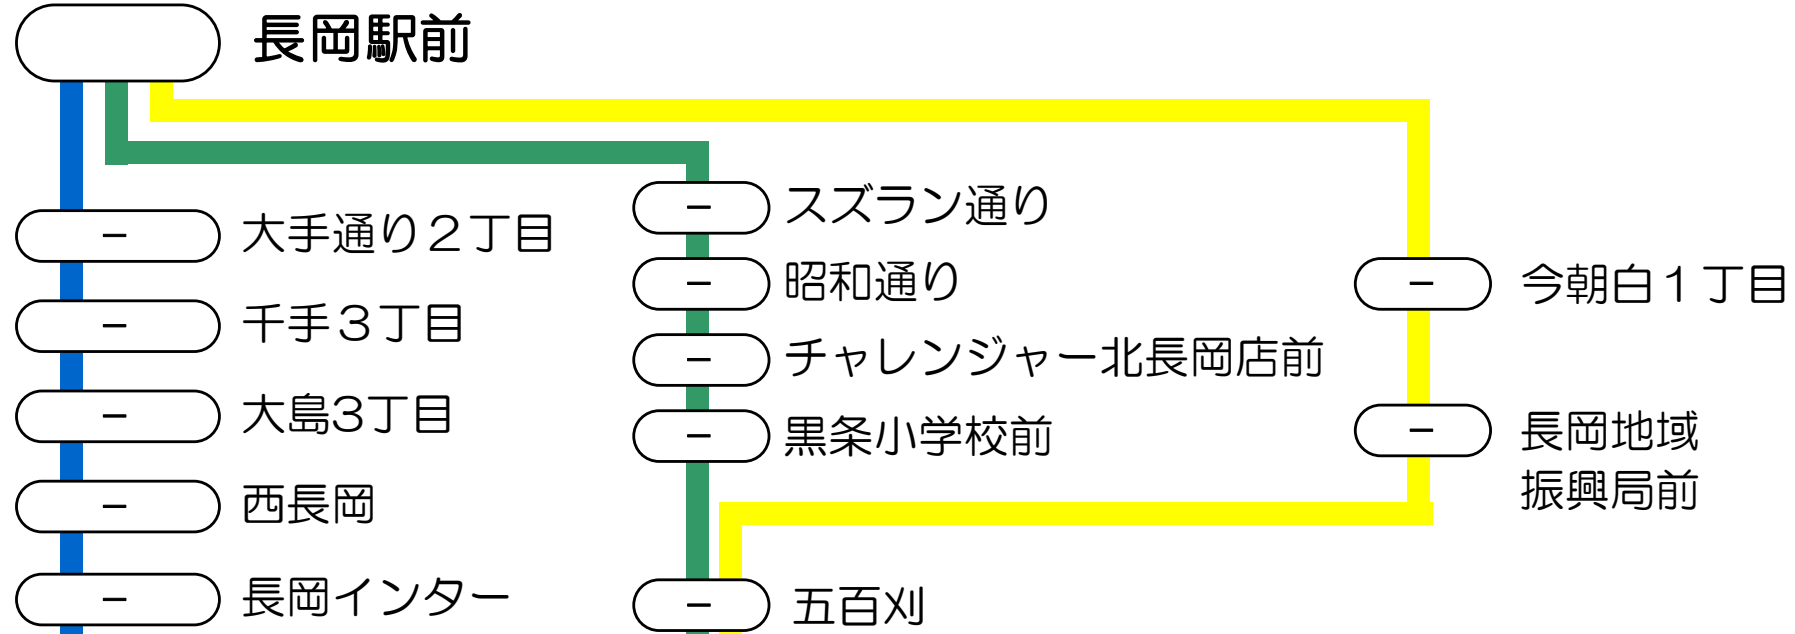 長岡駅前
－
大手通り２丁目
－
千手３丁目
－
大島3丁目
－
西長岡
－
長岡インター
－
スズラン通り
－
昭和通り
－
チャレンジャー北長岡店前
－
黒条小学校前
－
五百刈
－
今朝白１丁目
－
長岡地域
振興局前